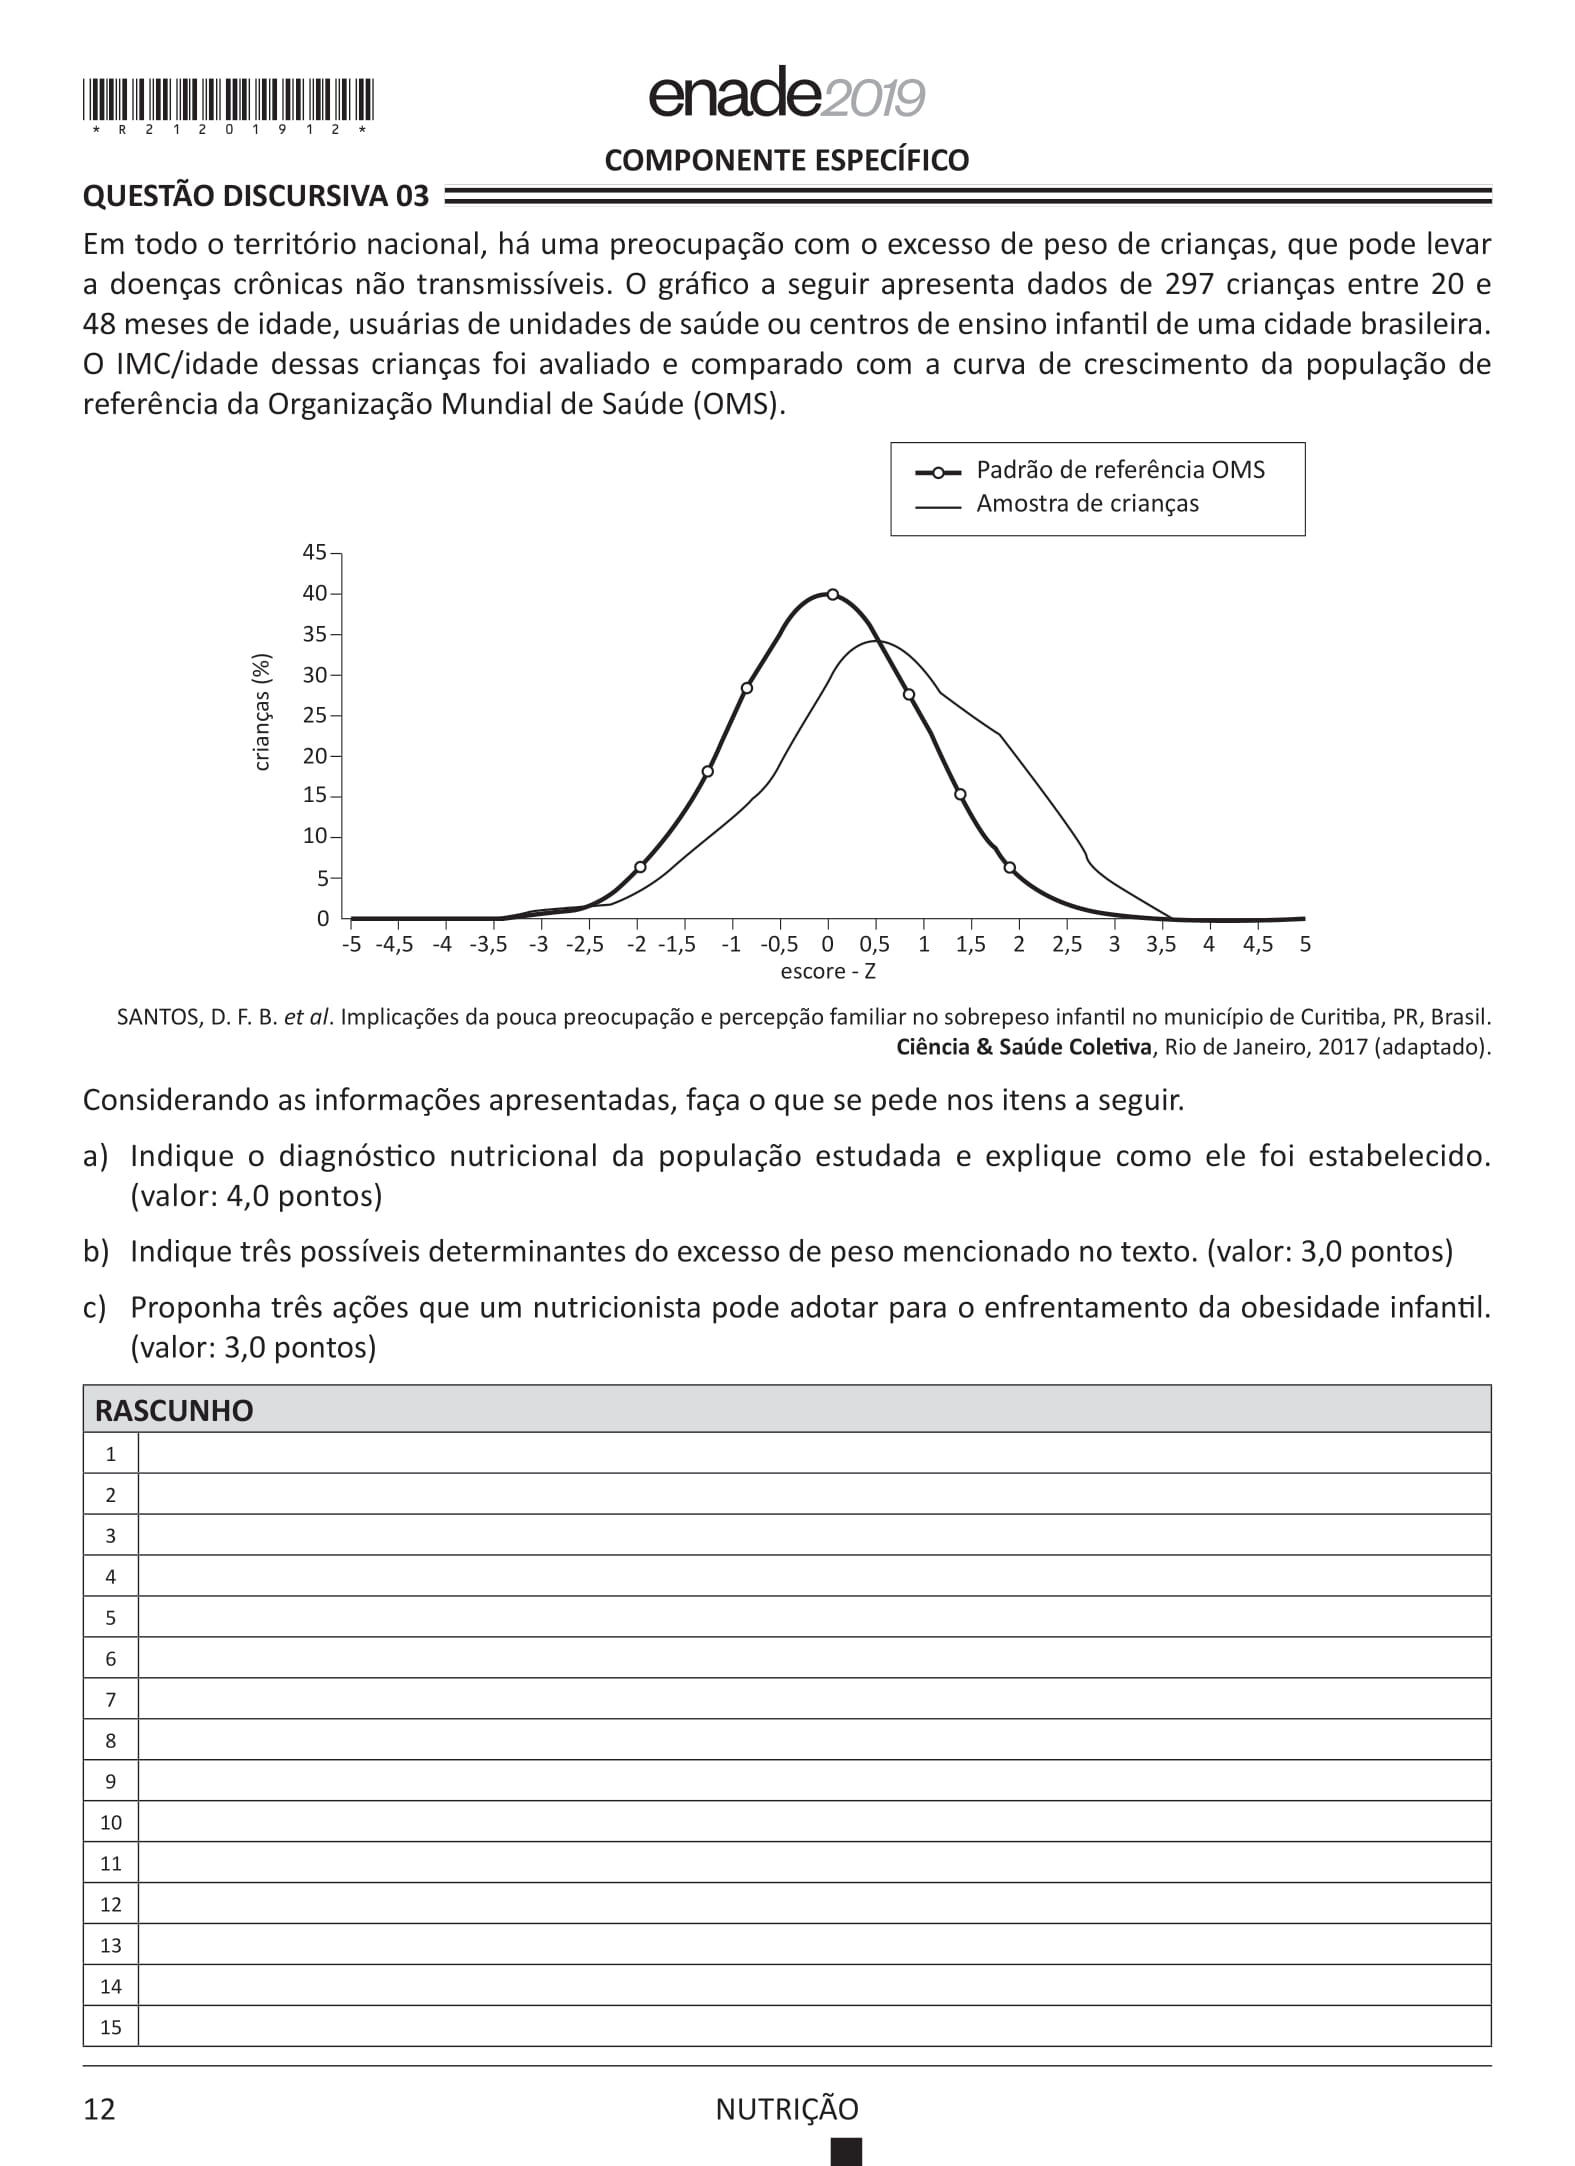 *R21201912*
enade2019
COMPONENTE ESPECÍFICO
QUESTÃO DISCURSIVA 03
Em todo o território nacional, há uma preocupação com o excesso de peso de crianças, que pode levar
a doenças crônicas não transmissíveis. O gráfico a seguir apresenta dados de 297 crianças entre 20 e
48 meses de idade, usuárias de unidades de saúde ou centros de ensino infantil de uma cidade brasileira.
O IMC/idade dessas crianças foi avaliado e comparado com a curva de crescimento da população de
referência da Organização Mundial de Saúde (OMS).
Padrão de referência OMS
Amostra de crianças
45
40
35
30
25
20
15
10
5
0
crianças (%)
-5 -4,5 -4 -3,5 -3 -2,5 -2 -1,5 -1 -0,5 0 0,5 1 1,5 2 2,5 3 3,5 4 4,5 5
escore - Z
SANTOS, D. F. B. et al. Implicações da pouca preocupação e percepção familiar no sobrepeso infantil no município de Curitiba, PR, Brasil.
Ciência & Saúde Coletiva, Rio de Janeiro, 2017 (adaptado).
Considerando as informações apresentadas, faça o que se pede nos itens a seguir.
a) Indique o diagnóstico nutricional da população estudada e explique como ele foi estabelecido.
(valor: 4,0 pontos)
b) Indique três possíveis determinantes do excesso de peso mencionado no texto. (valor: 3,0 pontos)
c) Proponha três ações que um nutricionista pode adotar para o enfrentamento da obesidade infantil.
(valor: 3,0 pontos)
RASCUNHO
1
2
3
4
5
6
7
8
9
10
11
12
13
14
15
12
NUTRIÇÃO